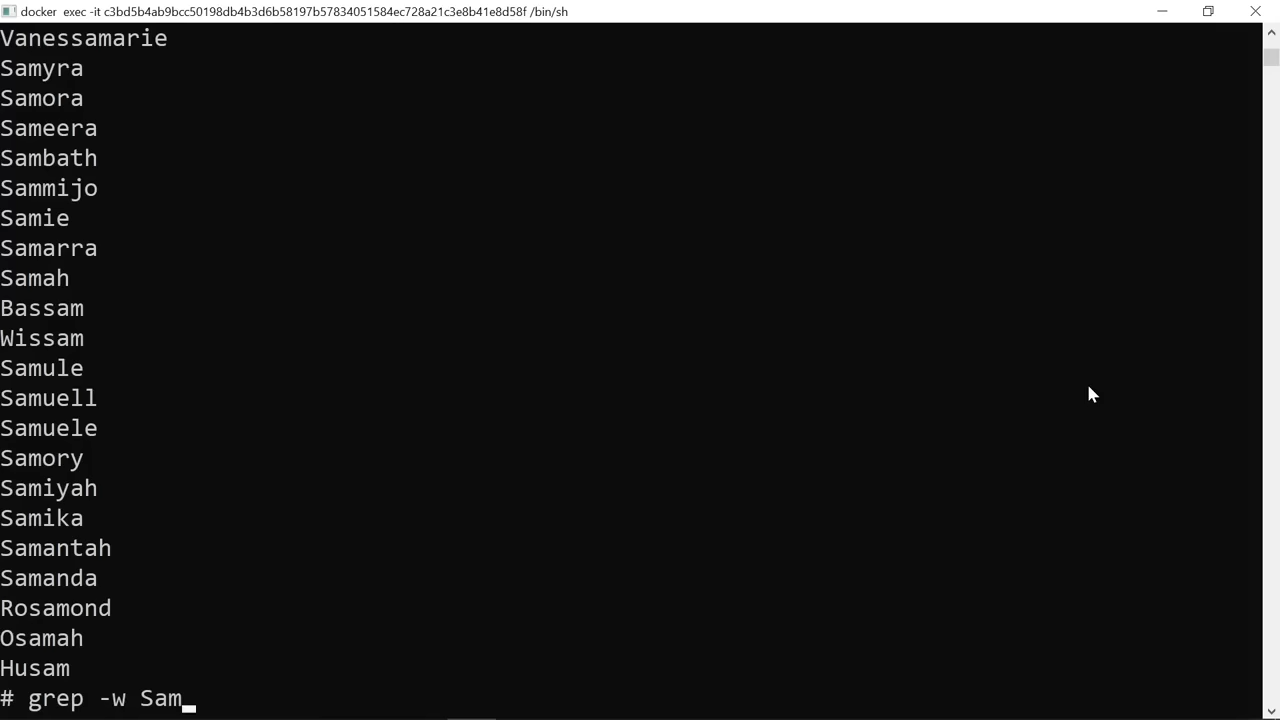 docker exec -it c3bd5b4ab9bcc50198db4b3d6b58197b57834051584ec728a21c3e8b41e8d58f /bin/sh
Vanessamarie
Samyra
Samora
Sameera
Sambath
Sammijo
Samie
Samarra
Samah
Bassam
Wissam
Samule
Samuell
Samuele
Samory
Samiyah
Samika
Samantah
Samanda
Rosamond
Osamah
Husam
# grep -w Sam